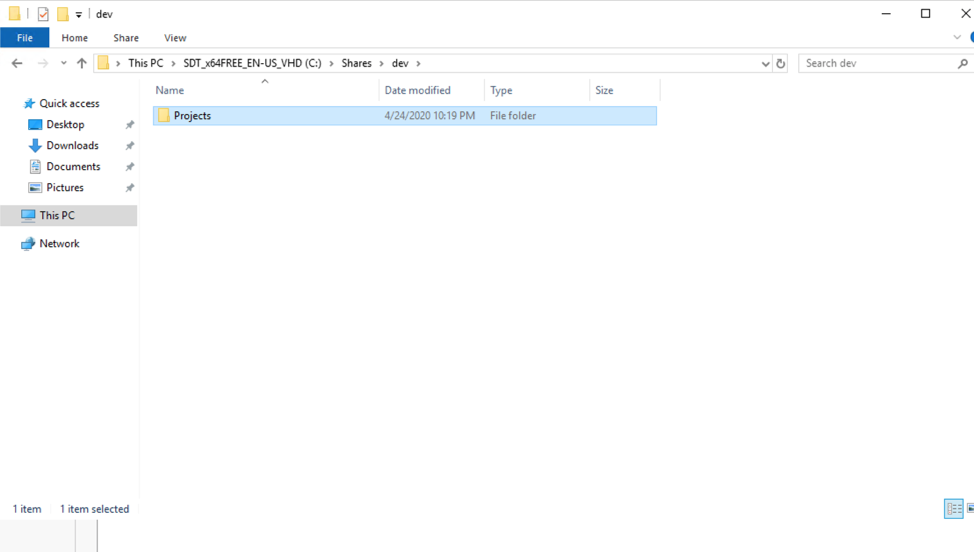 dev
File Home Share View
This PC SDT_x64FREE_EN-US_VHD (C:) Shares dev
Search dev
Name Date modified Type Size
Quick access
Projects 4/24/2020 10:19 PM File folder
Desktop
Downloads
Documents
Pictures
This PC
Network
1 item 1 item selected